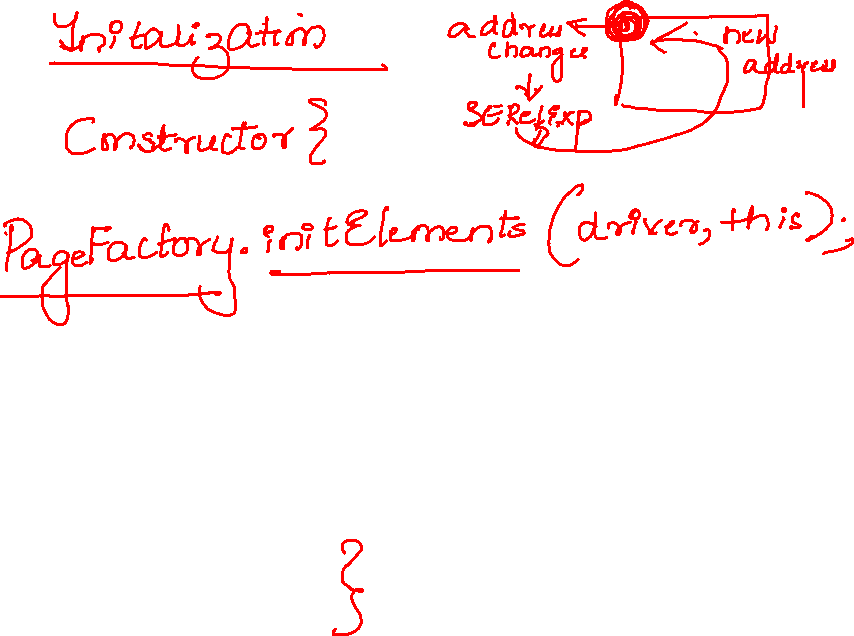 Initalization
Constructor {
PageFactory.initElements (driver, this);
}
address
change
SERefExp
new
address